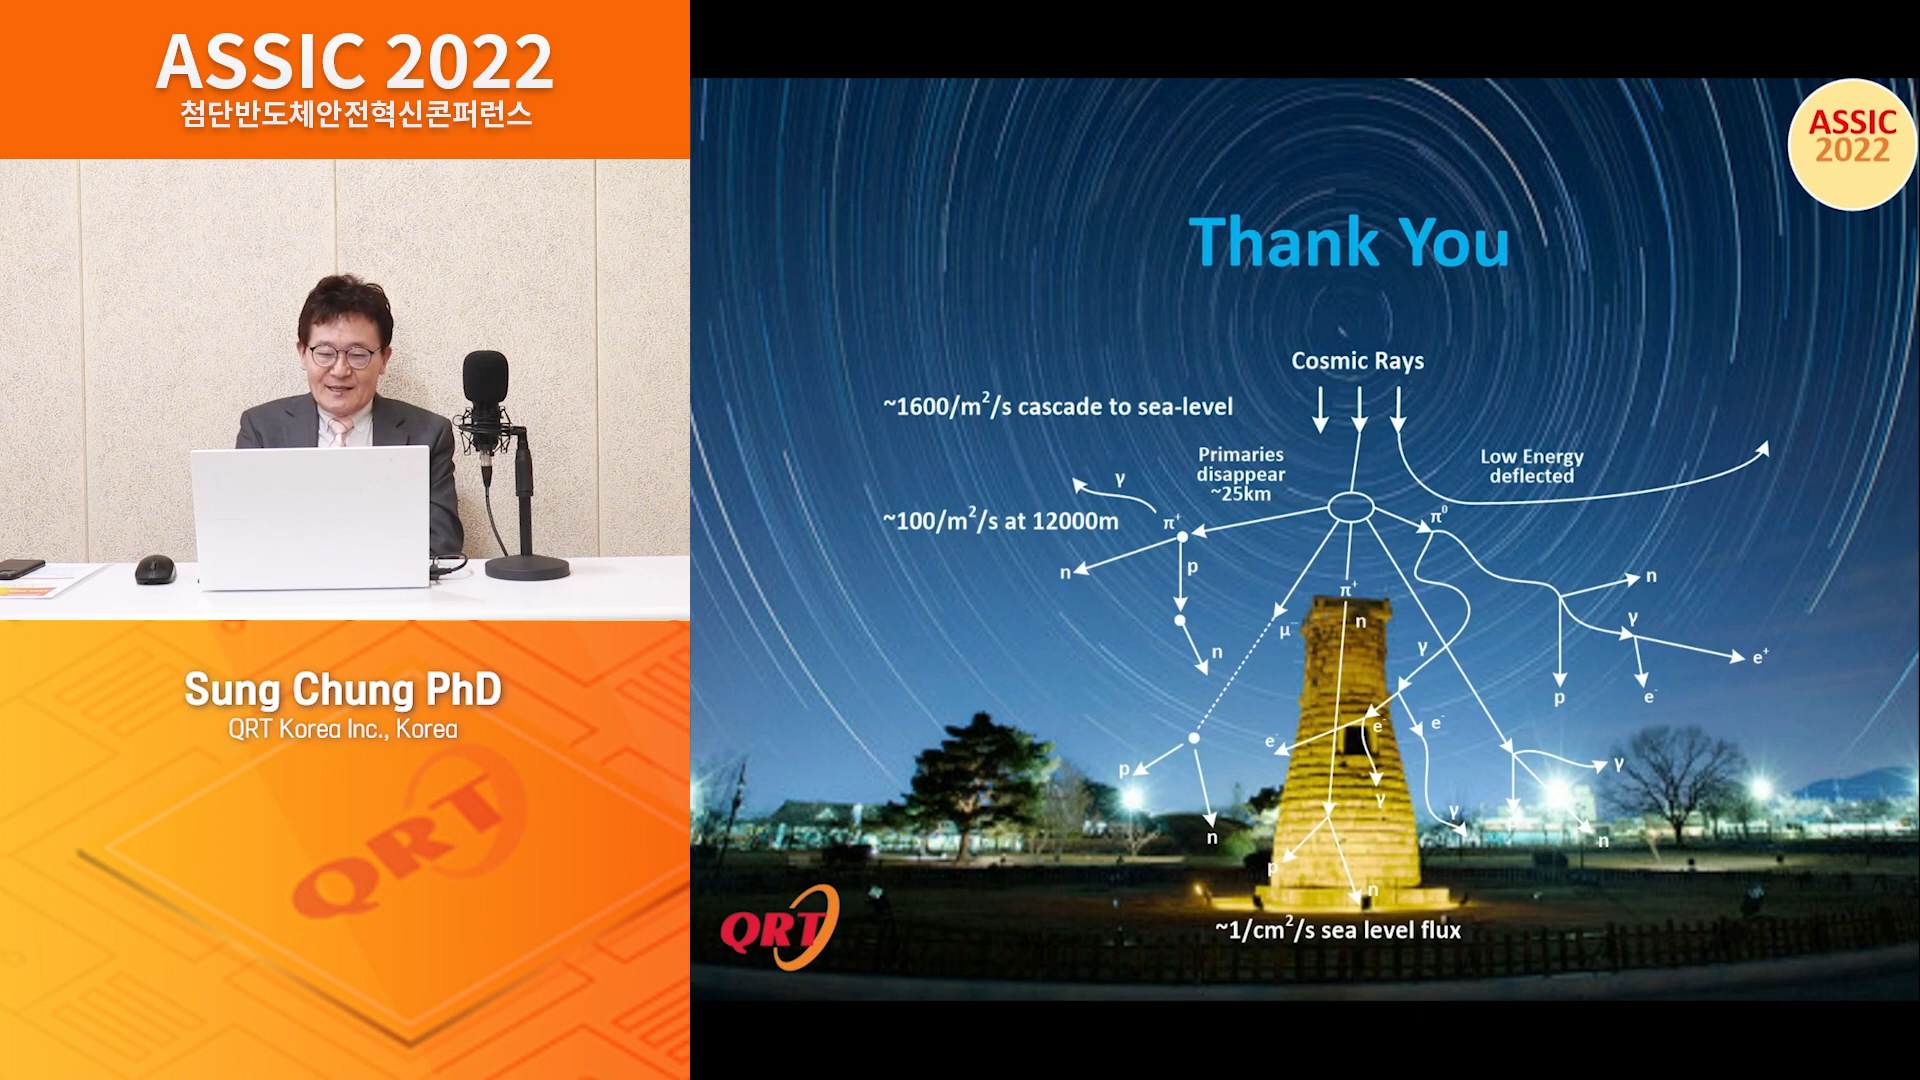 ASSIC 2022
첨단반도체안전혁신콘퍼런스
Sung Chung PhD
QRT Korea Inc., Korea
QRT
ASSIC
2022
Thank You
Cosmic Rays
~1600/m²/s cascade to sea-level
Primaries
disappear
~25km
Low Energy
deflected
γ
~100/m²/s at 12000m
π⁺
π⁰
n
p
n
π⁺
n
μ⁻
n
γ
γ
e⁺
p
e⁻
e⁻
e⁻
e⁻
p
γ
γ
γ
n
n
p
n
QRT
~1/cm²/s sea level flux